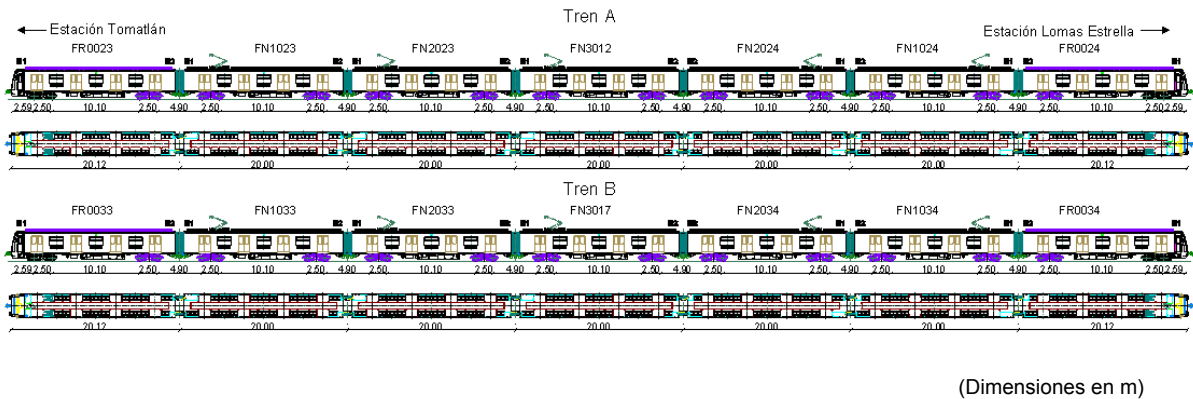 Tren A
← Estación Tomatlán Estación Lomas Estrella →
FR0023 FN1023 FN2023 FN3012 FN2024 FN1024 FR0024
2.59 2.50 10.10 2.50 4.90 2.50 10.10 2.50 4.90 2.50 10.10 2.50 4.90 2.50 10.10 2.50 4.90 2.50 10.10 2.50 4.90 2.50 10.10 2.50 4.90 2.50 10.10 2.50 2.59
20.12 20.00 20.00 20.00 20.00 20.00 20.12
Tren B
FR0033 FN1033 FN2033 FN3017 FN2034 FN1034 FR0034
2.59 2.50 10.10 2.50 4.90 2.50 10.10 2.50 4.90 2.50 10.10 2.50 4.90 2.50 10.10 2.50 4.90 2.50 10.10 2.50 4.90 2.50 10.10 2.50 4.90 2.50 10.10 2.50 2.59
20.12 20.00 20.00 20.00 20.00 20.00 20.12
(Dimensiones en m)